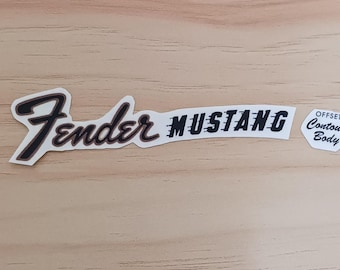 Fender MUSTANG
OFFSET
Contour
Body